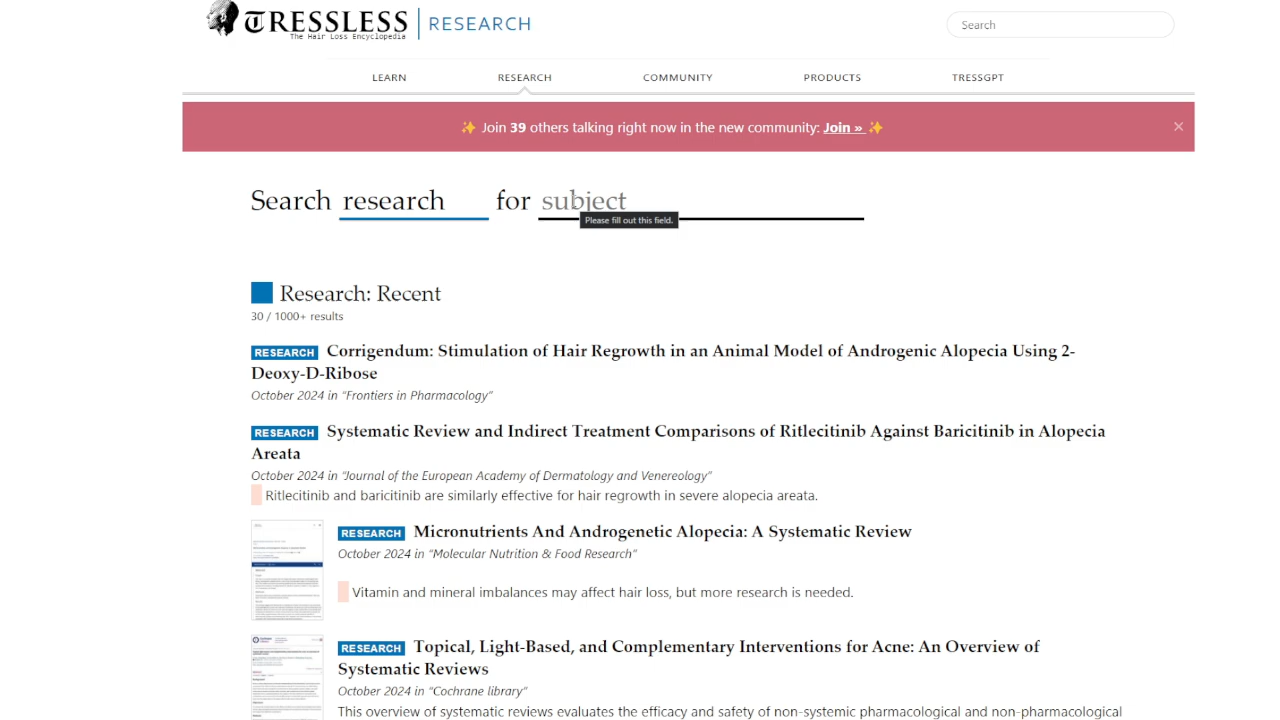 TRESSLESS RESEARCH
The Hair Loss Encyclopedia
Search
LEARN RESEARCH COMMUNITY PRODUCTS TRESSGPT
✨ Join 39 others talking right now in the new community: Join » ✨ ×
Search research for subject
Please fill out this field.
Research: Recent
30 / 1000+ results
RESEARCH Corrigendum: Stimulation of Hair Regrowth in an Animal Model of Androgenic Alopecia Using 2-
Deoxy-D-Ribose
October 2024 in “Frontiers in Pharmacology”
RESEARCH Systematic Review and Indirect Treatment Comparisons of Ritlecitinib Against Baricitinib in Alopecia
Areata
October 2024 in “Journal of the European Academy of Dermatology and Venereology”
Ritlecitinib and baricitinib are similarly effective for hair regrowth in severe alopecia areata.
RESEARCH Micronutrients And Androgenetic Alopecia: A Systematic Review
October 2024 in “Molecular Nutrition & Food Research”
Vitamin and mineral imbalances may affect hair loss, but more research is needed.
RESEARCH Topical, Light-Based, and Complementary Interventions for Acne: An Overview of
Systematic Reviews
October 2024 in “Cochrane library”
This overview of systematic reviews evaluates the efficacy and safety of non-systemic pharmacological and non-pharmacological